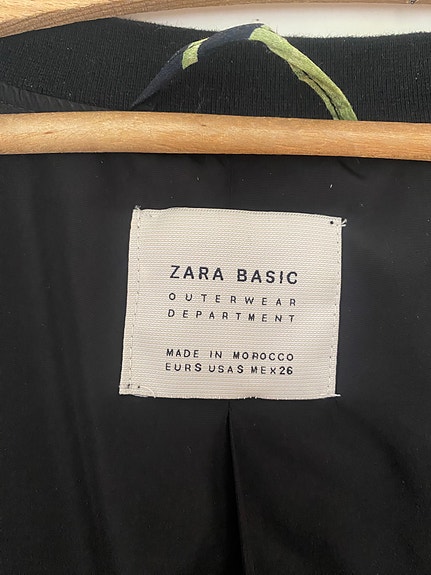 ZARA BASIC
OUTERWEAR
DEPARTMENT
MADE IN MOROCCO
EURS USAS MEX26